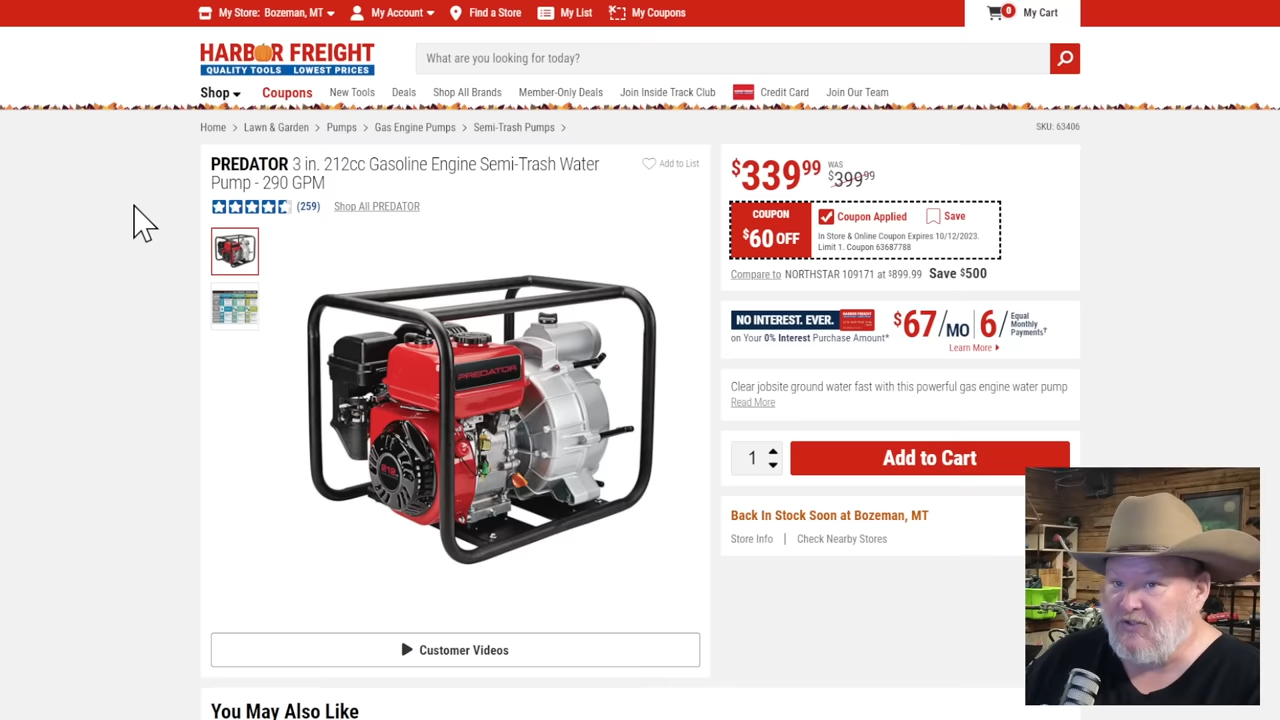 My Store: Bozeman, MT
My Account
Find a Store
My List
My Coupons
0
My Cart
HARBOR FREIGHT
QUALITY TOOLS LOWEST PRICES
What are you looking for today?
Shop
Coupons
New Tools
Deals
Shop All Brands
Member-Only Deals
Join Inside Track Club
Credit Card
Join Our Team
Home > Lawn & Garden > Pumps > Gas Engine Pumps > Semi-Trash Pumps >
SKU: 63406
PREDATOR 3 in. 212cc Gasoline Engine Semi-Trash Water
Pump - 290 GPM
Add to List
(259)
Shop All PREDATOR
PREDATOR
212
Customer Videos
You May Also Like
$339.99
WAS
$399.99
COUPON
$60 OFF
Coupon Applied
Save
In Store & Online Coupon Expires 10/12/2023.
Limit 1. Coupon 63687788
Compare to NORTHSTAR 109171 at $899.99 Save $500
NO INTEREST. EVER.
on Your 0% Interest Purchase Amount*
$67/MO | 6/ Equal
Monthly
Payments†
Learn More
Clear jobsite ground water fast with this powerful gas engine water pump
Read More
1
Add to Cart
Back In Stock Soon at Bozeman, MT
Store Info | Check Nearby Stores